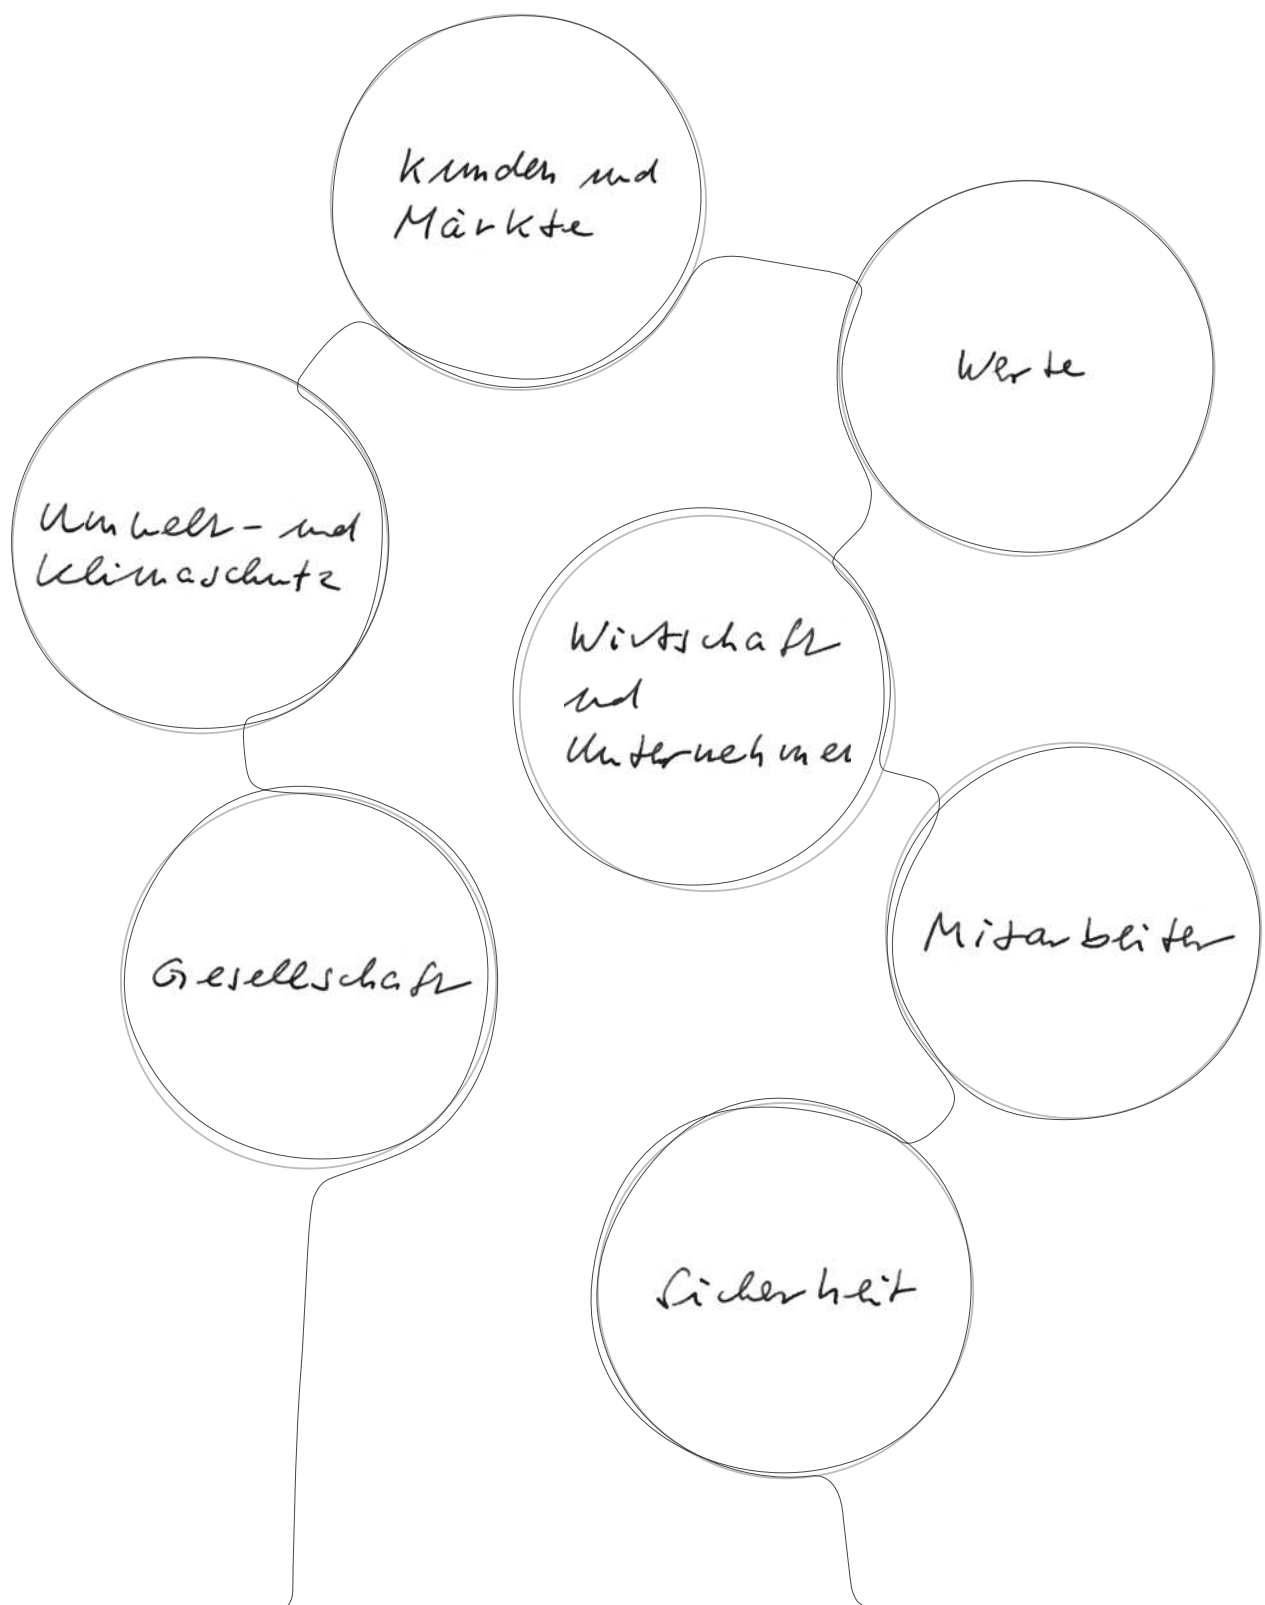 Kunden und
Märkte
Werte
Umwelt- und
Klimaschutz
Wirtschaft
und
Unternehmen
Mitarbeiter
Gesellschaft
Sicherheit